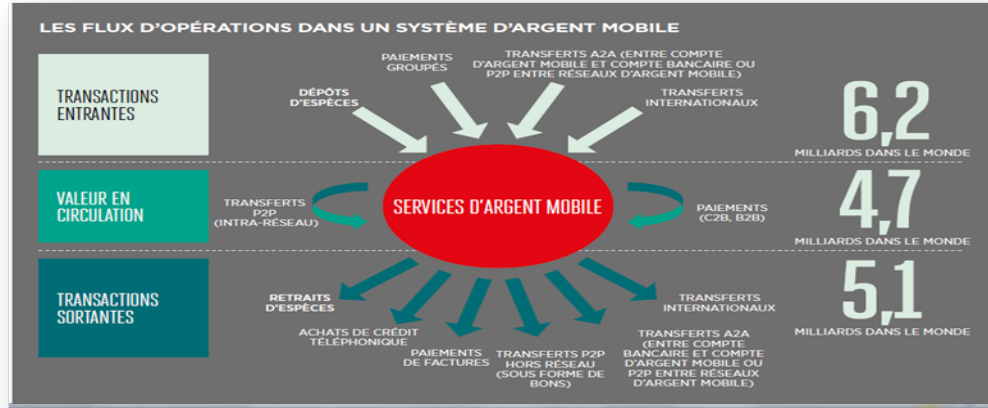 LES FLUX D'OPÉRATIONS DANS UN SYSTÈME D'ARGENT MOBILE
TRANSACTIONS
ENTRANTES
DÉPÔTS
D'ESPÈCES
PAIEMENTS
GROUPÉS
TRANSFERTS A2A (ENTRE COMPTE
D'ARGENT MOBILE ET COMPTE BANCAIRE OU
P2P ENTRE RÉSEAUX D'ARGENT MOBILE)
TRANSFERTS
INTERNATIONAUX
6,2
MILLIARDS DANS LE MONDE
VALEUR EN
CIRCULATION
TRANSFERTS
P2P
(INTRA-RÉSEAU)
SERVICES D'ARGENT MOBILE
PAIEMENTS
(C2B, B2B)
4,7
MILLIARDS DANS LE MONDE
TRANSACTIONS
SORTANTES
RETRAITS
D'ESPÈCES
ACHATS DE CRÉDIT
TÉLÉPHONIQUE
PAIEMENTS
DE FACTURES
TRANSFERTS P2P
HORS RÉSEAU
(SOUS FORME DE
BONS)
TRANSFERTS A2A
(ENTRE COMPTE
BANCAIRE ET COMPTE
D'ARGENT MOBILE OU
P2P ENTRE RÉSEAUX
D'ARGENT MOBILE)
TRANSFERTS
INTERNATIONAUX
5,1
MILLIARDS DANS LE MONDE